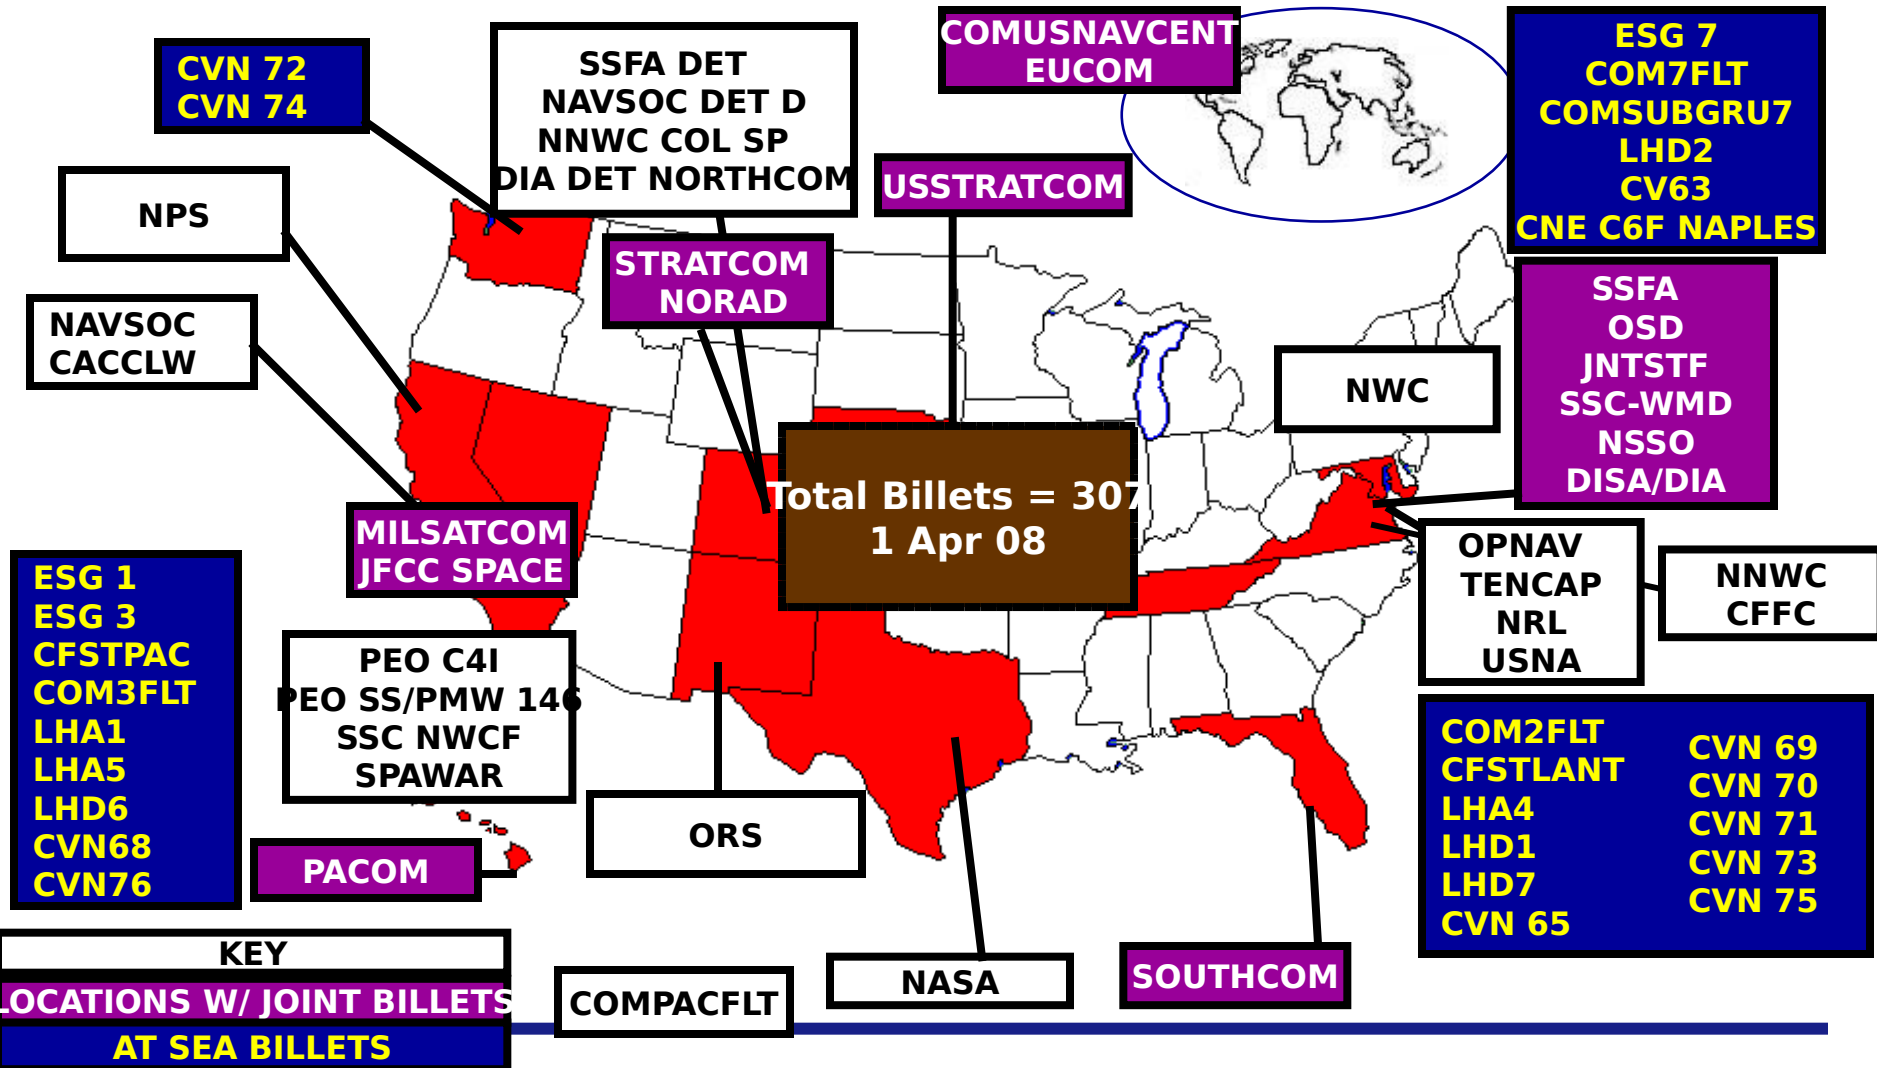 CVN 72
CVN 74
SSFA DET
NAVSOC DET D
NNWC COL SP
DIA DET NORTHCOM
COMUSNAVCENT
EUCOM
ESG 7
COM7FLT
COMSUBGRU7
LHD2
CV63
CNE C6F NAPLES
NPS
USSTRATCOM
STRATCOM
NORAD
NAVSOC
CACCLW
SSFA
OSD
JNTSTF
SSC-WMD
NSSO
DISA/DIA
NWC
Total Billets = 307
1 Apr 08
MILSATCOM
JFCC SPACE
OPNAV
TENCAP
NRL
USNA
NNWC
CFFC
ESG 1
ESG 3
CFSTPAC
COM3FLT
LHA1
LHA5
LHD6
CVN68
CVN76
PEO C4I
PEO SS/PMW 146
SSC NWCF
SPAWAR
COM2FLT
CFSTLANT
LHA4
LHD1
LHD7
CVN 65
CVN 69
CVN 70
CVN 71
CVN 73
CVN 75
ORS
PACOM
KEY
LOCATIONS W/ JOINT BILLETS
AT SEA BILLETS
COMPACFLT
NASA
SOUTHCOM